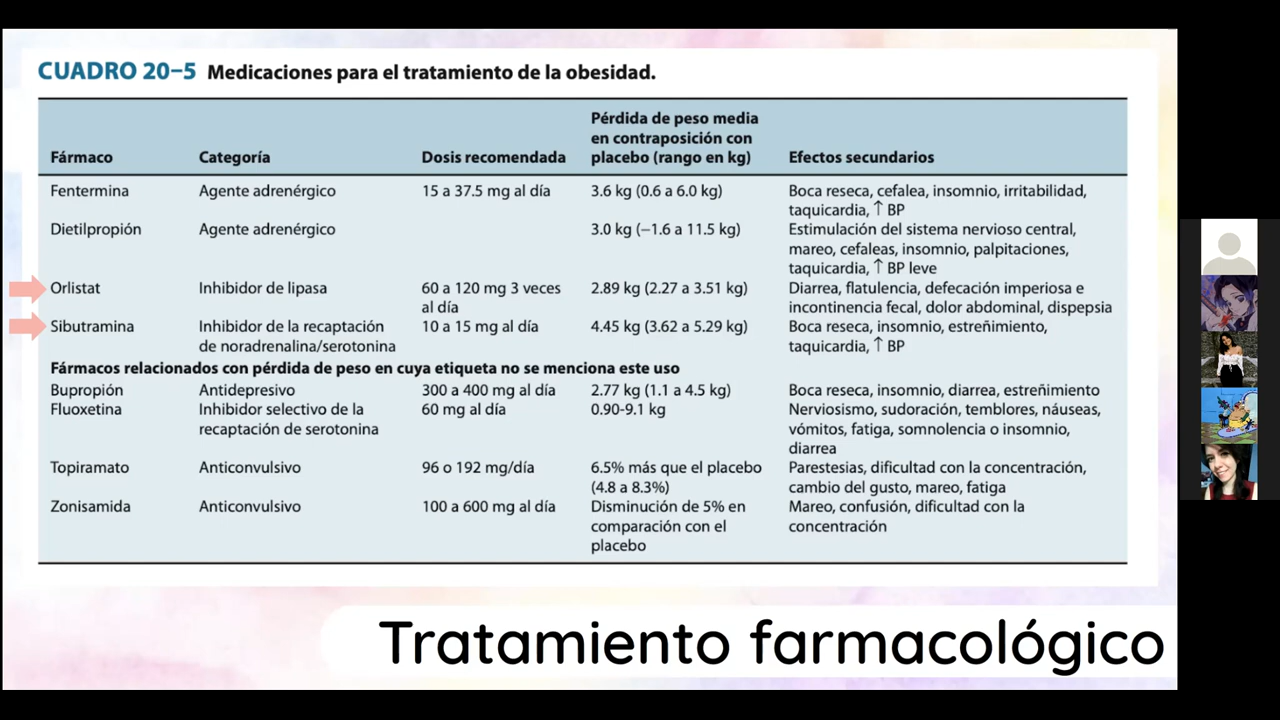 CUADRO 20–5 Medicaciones para el tratamiento de la obesidad.
Fármaco Categoría Dosis recomendada Pérdida de peso media en contraposición con placebo (rango en kg) Efectos secundarios
Fentermina Agente adrenérgico 15 a 37.5 mg al día 3.6 kg (0.6 a 6.0 kg) Boca reseca, cefalea, insomnio, irritabilidad,
taquicardia, ↑ BP
Dietilpropión Agente adrenérgico 3.0 kg (−1.6 a 11.5 kg) Estimulación del sistema nervioso central,
mareo, cefaleas, insomnio, palpitaciones,
taquicardia, ↑ BP leve
Orlistat Inhibidor de lipasa 60 a 120 mg 3 veces 2.89 kg (2.27 a 3.51 kg) Diarrea, flatulencia, defecación imperiosa e
al día incontinencia fecal, dolor abdominal, dispepsia
Sibutramina Inhibidor de la recaptación 10 a 15 mg al día 4.45 kg (3.62 a 5.29 kg) Boca reseca, insomnio, estreñimiento,
de noradrenalina/serotonina taquicardia, ↑ BP
Fármacos relacionados con pérdida de peso en cuya etiqueta no se menciona este uso
Bupropión Antidepresivo 300 a 400 mg al día 2.77 kg (1.1 a 4.5 kg) Boca reseca, insomnio, diarrea, estreñimiento
Fluoxetina Inhibidor selectivo de la 60 mg al día 0.90-9.1 kg Nerviosismo, sudoración, temblores, náuseas,
recaptación de serotonina vómitos, fatiga, somnolencia o insomnio,
diarrea
Topiramato Anticonvulsivo 96 o 192 mg/día 6.5% más que el placebo Parestesias, dificultad con la concentración,
(4.8 a 8.3%) cambio del gusto, mareo, fatiga
Zonisamida Anticonvulsivo 100 a 600 mg al día Disminución de 5% en Mareo, confusión, dificultad con la
comparación con el concentración
placebo
Tratamiento farmacológico